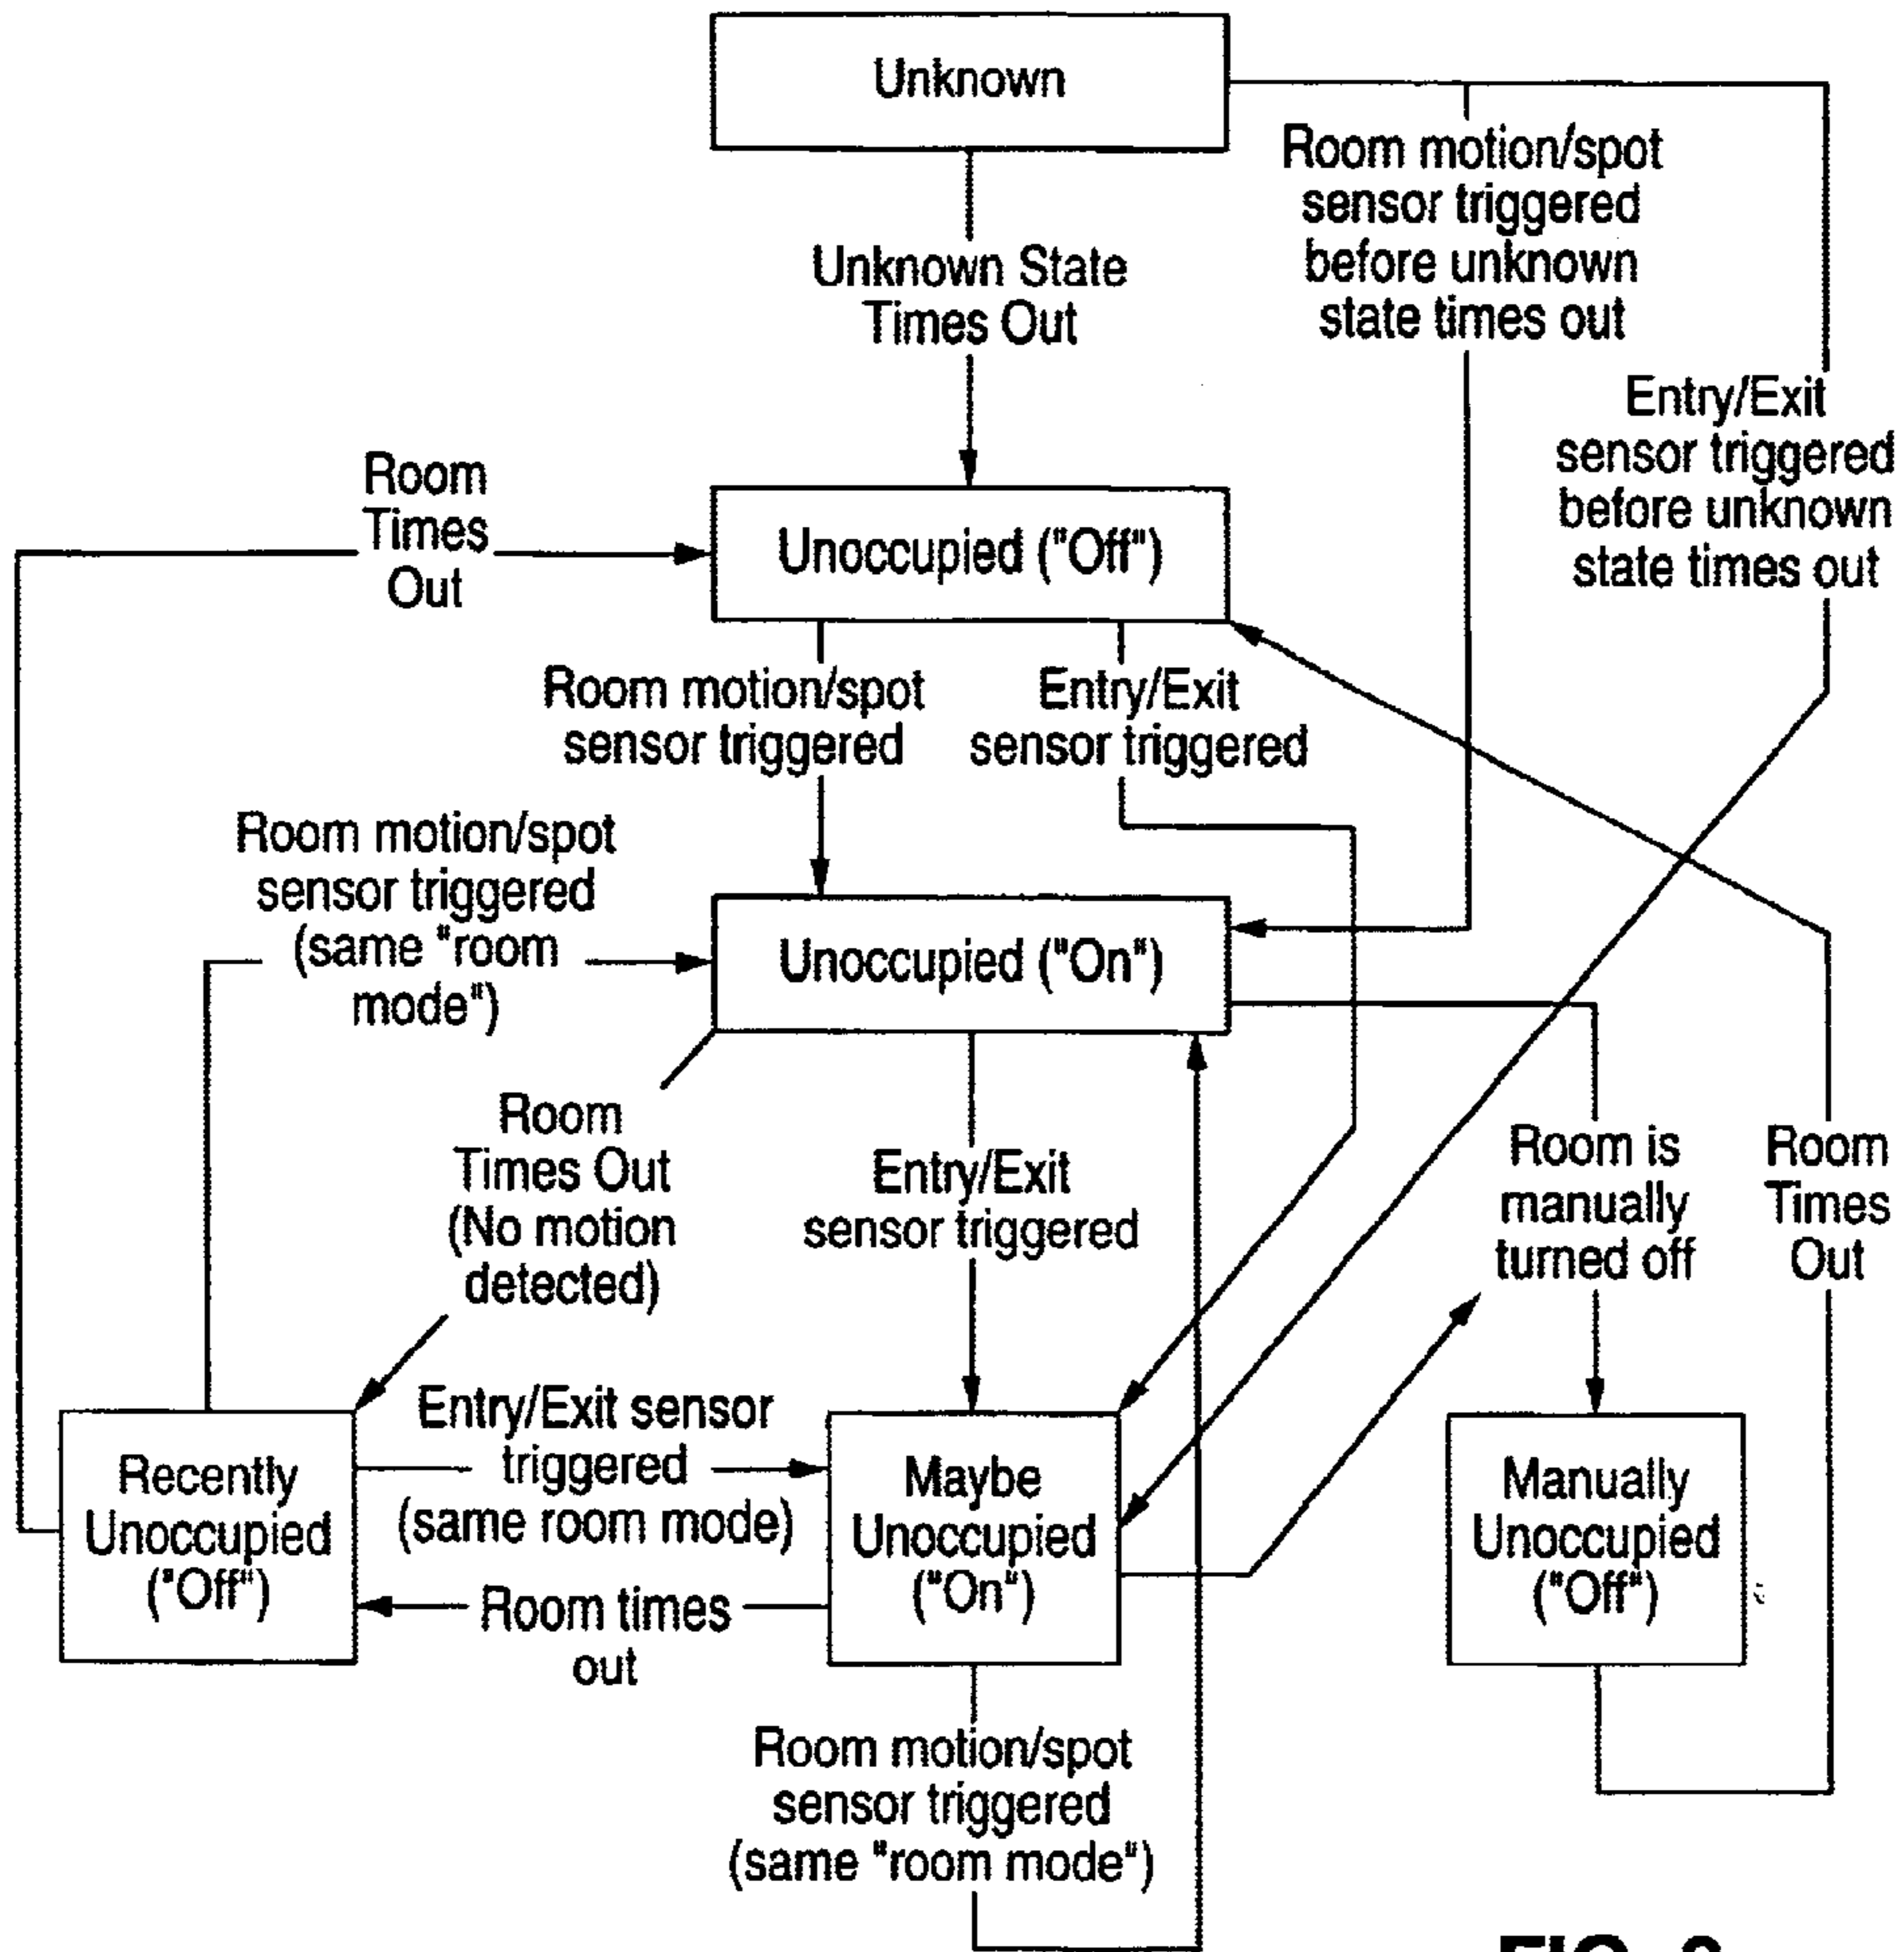 Unknown
Room motion/spot
sensor triggered
before unknown
state times out
Unknown State
Times Out
Entry/Exit
sensor triggered
before unknown
state times out
Room
Times
Out
Unoccupied ("Off")
Room motion/spot
sensor triggered
Entry/Exit
sensor triggered
Room motion/spot
sensor triggered
(same "room
mode")
Unoccupied ("On")
Room
Times Out
(No motion
detected)
Entry/Exit
sensor triggered
Room is
manually
turned off
Room
Times
Out
Recently
Unoccupied
("Off")
Entry/Exit sensor
triggered
(same room mode)
Room times
out
Maybe
Unoccupied
("On")
Manually
Unoccupied
("Off")
Room motion/spot
sensor triggered
(same "room mode")
FIG.